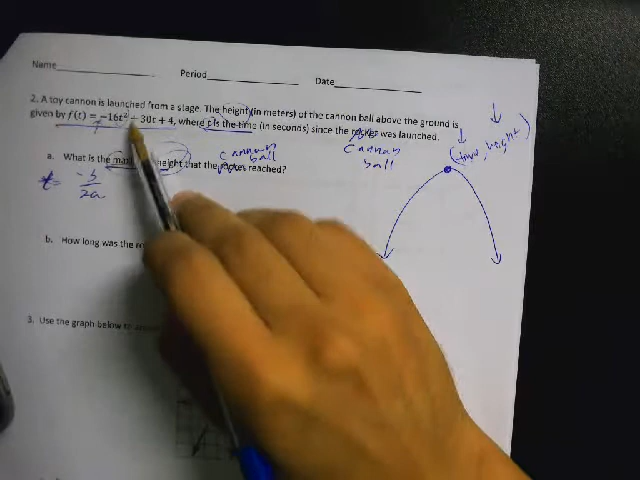 Name
Period
Date
2. A toy cannon is launched from a stage. The height (in meters) of the cannon ball above the ground is
given by f(t) = −16t² + 30t + 4, where t is the time (in seconds) since the was launched.
cannon
ball
(time, height)
a. What is the height that the reached?
cannon
ball
t = -b
2a
b. How long was the
3. Use the graph below to